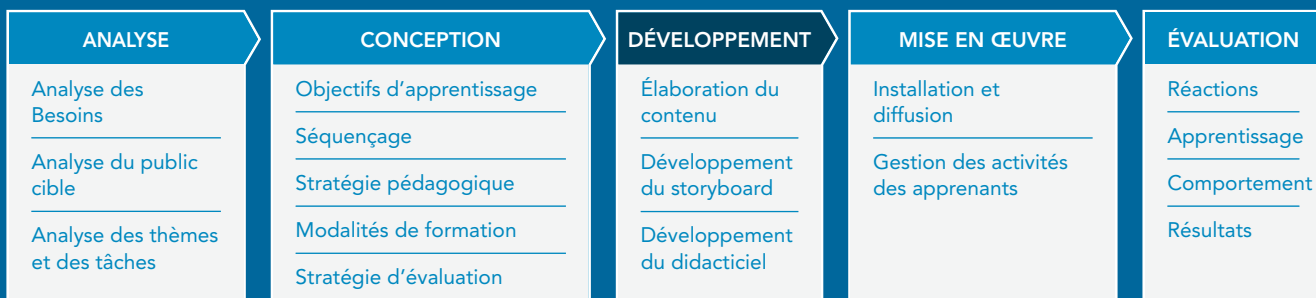 ANALYSE
Analyse des
Besoins
Analyse du public
cible
Analyse des thèmes
et des tâches
CONCEPTION
Objectifs d’apprentissage
Séquençage
Stratégie pédagogique
Modalités de formation
Stratégie d’évaluation
DÉVELOPPEMENT
Élaboration du
contenu
Développement
du storyboard
Développement
du didacticiel
MISE EN ŒUVRE
Installation et
diffusion
Gestion des activités
des apprenants
ÉVALUATION
Réactions
Apprentissage
Comportement
Résultats